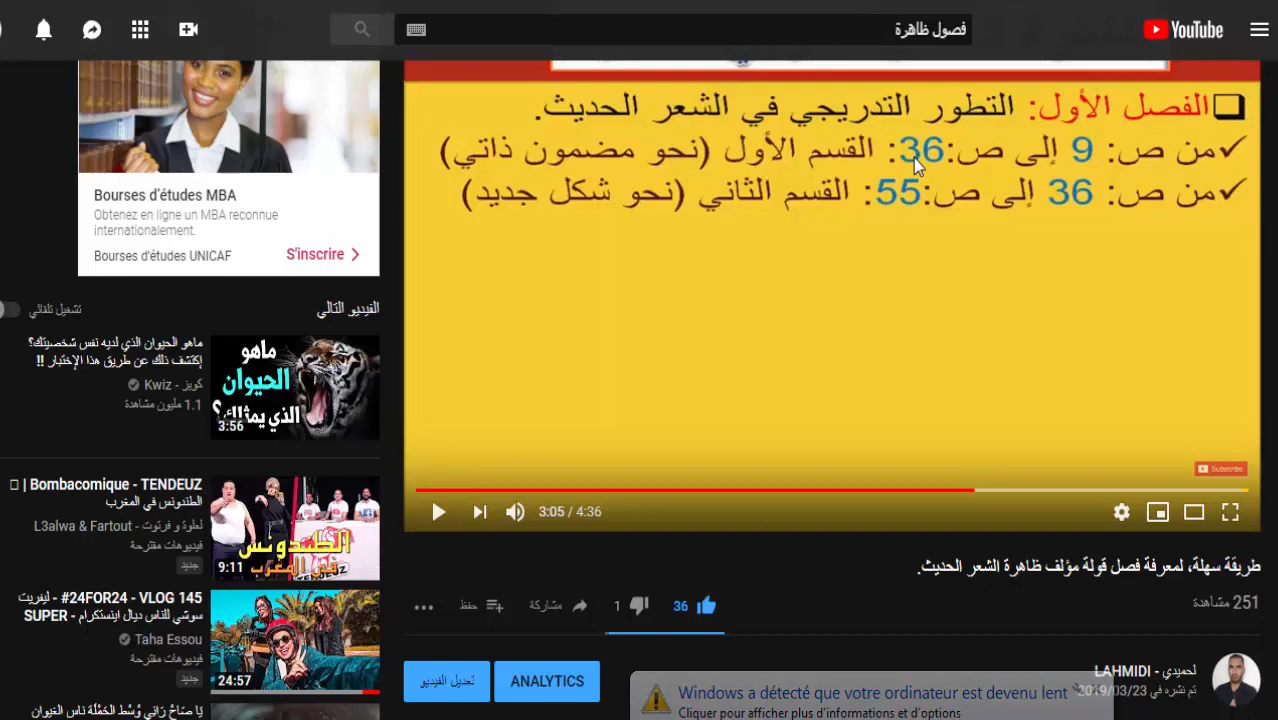 فصول ظاهرة
YouTube
الفصل الأول: التطور التدريجي في الشعر الحديث.
من ص: 9 إلى ص:36: القسم الأول (نحو مضمون ذاتي)
من ص: 36 إلى ص:55: القسم الثاني (نحو شكل جديد)
Subscribe
3:05 / 4:36
طريقة سهلة، لمعرفة فصل قولة مؤلف ظاهرة الشعر الحديث.
251 مشاهدة
36
1
مشاركة
حفظ
لحميدي - LAHMIDI
تم نشره في 2019/03/23
ANALYTICS
تعديل الفيديو
Windows a détecté que votre ordinateur est devenu lent
Cliquer pour afficher plus d'informations et d'options
Bourses d'études MBA
Obtenez en ligne un MBA reconnue
internationalement.
Bourses d'études UNICAF
S'inscrire
الفيديو التالي
تشغيل تلقائي
ماهو
الحيوان
الذي يمثلك؟
3:56
ماهو الحيوان الذي لديه نفس شخصيتك؟
إكتشف ذلك عن طريق هذا الإختبار !!
كويز - Kwiz
1.1 مليون مشاهدة
الطندونس
في المغرب
9:11
Bombacomique - TENDEUZ |
الطندونس في المغرب
لعلوة و فرتوت - L3alwa & Fartout
فيديوهات مقترحة
جديد
24:57
#24FOR24 - VLOG 145 - ليفريت
سوسي للناس ديال اينستكرام - SUPER
Taha Essou
فيديوهات مقترحة
جديد